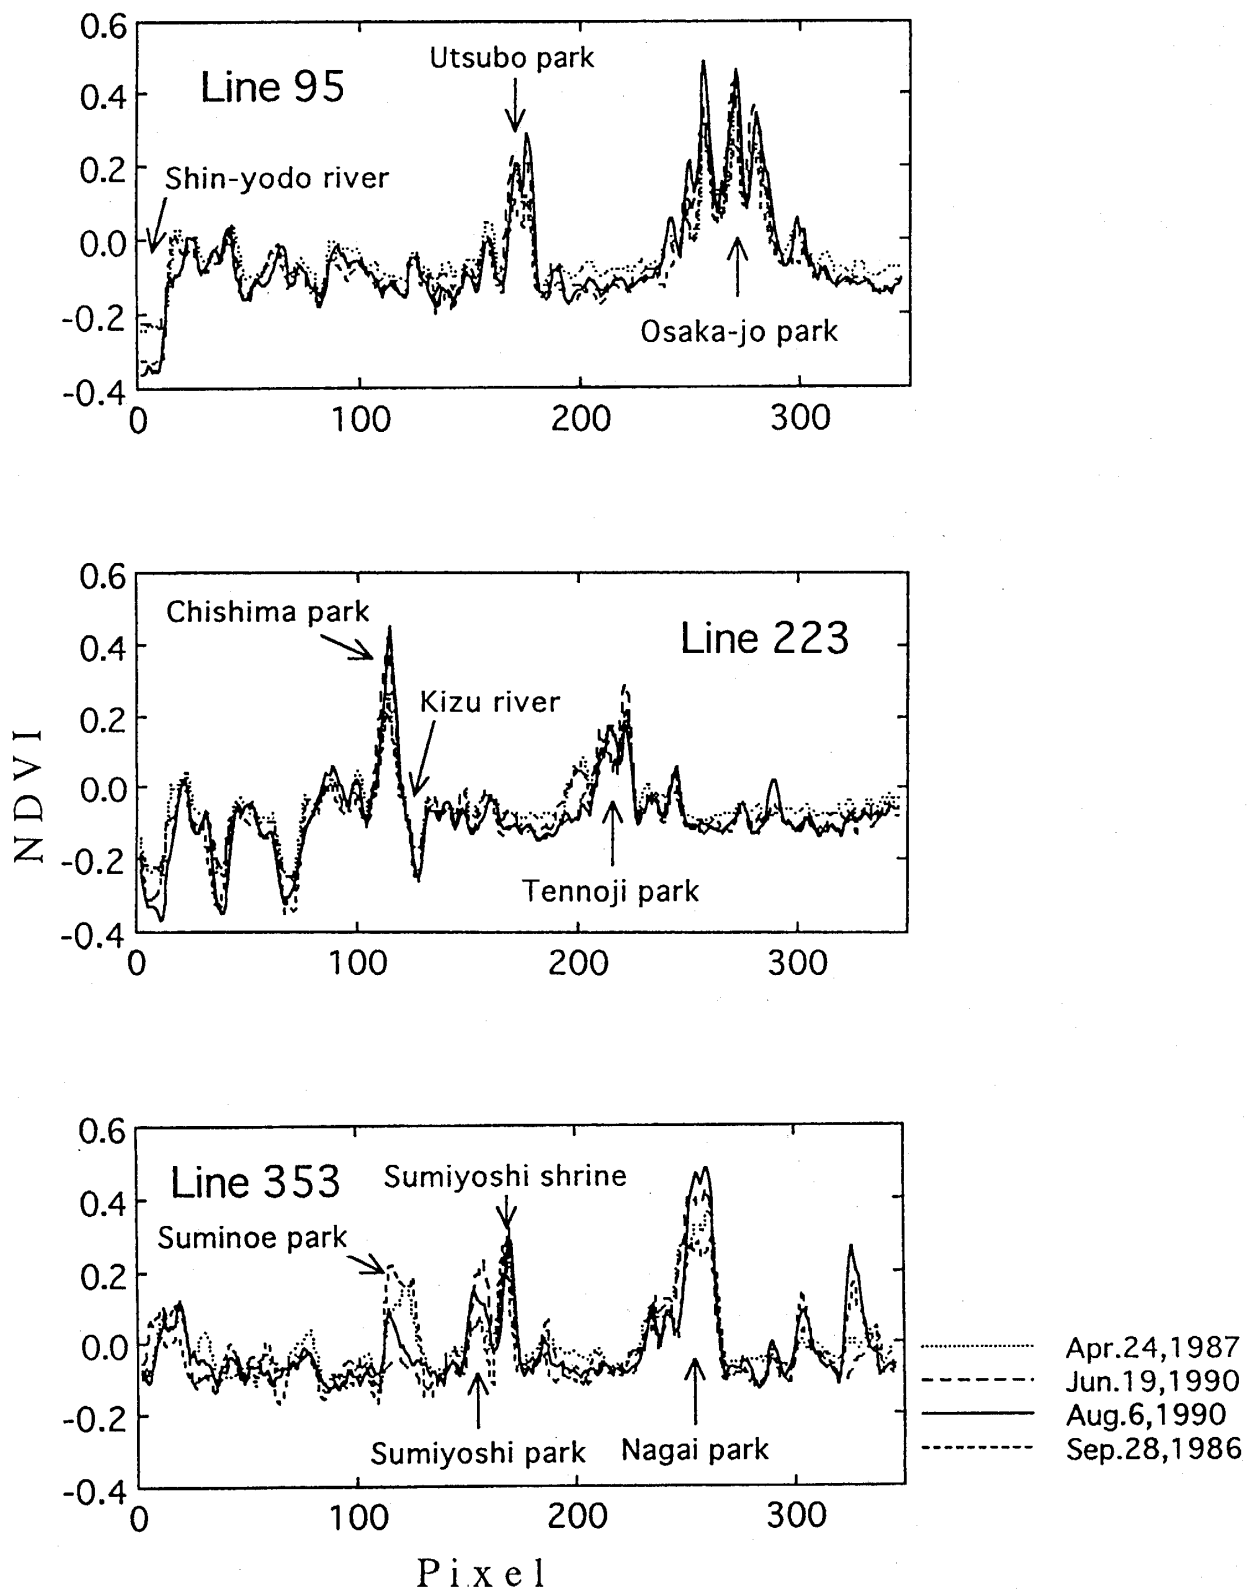 0.6
Line 95
Utsubo park
0.4
0.2
Shin-yodo river
0.0
-0.2
Osaka-jo park
-0.4
0 100 200 300
0.6
Chishima park
Line 223
0.4
Kizu river
0.2
0.0
-0.2
Tennoji park
-0.4
0 100 200 300
NDVI
0.6
Line 353
Sumiyoshi shrine
0.4
Suminoe park
0.2
0.0
-0.2
Sumiyoshi park
Nagai park
-0.4
0 100 200 300
Pixel
Apr.24,1987
Jun.19,1990
Aug.6,1990
Sep.28,1986